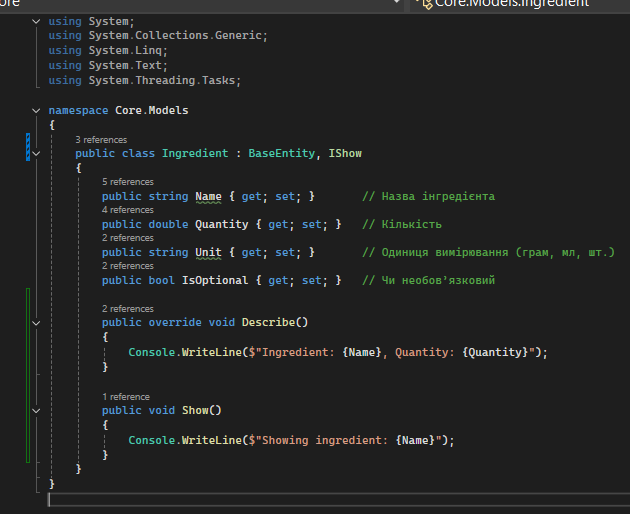 ore
Core.Models.Ingredient
using System;
using System.Collections.Generic;
using System.Linq;
using System.Text;
using System.Threading.Tasks;
namespace Core.Models
{
3 references
public class Ingredient : BaseEntity, IShow
{
5 references
public string Name { get; set; } // Назва інгредієнта
4 references
public double Quantity { get; set; } // Кількість
2 references
public string Unit { get; set; } // Одиниця вимірювання (грам, мл, шт.)
2 references
public bool IsOptional { get; set; } // Чи необов’язковий
2 references
public override void Describe()
{
Console.WriteLine($"Ingredient: {Name}, Quantity: {Quantity}");
}
1 reference
public void Show()
{
Console.WriteLine($"Showing ingredient: {Name}");
}
}
}